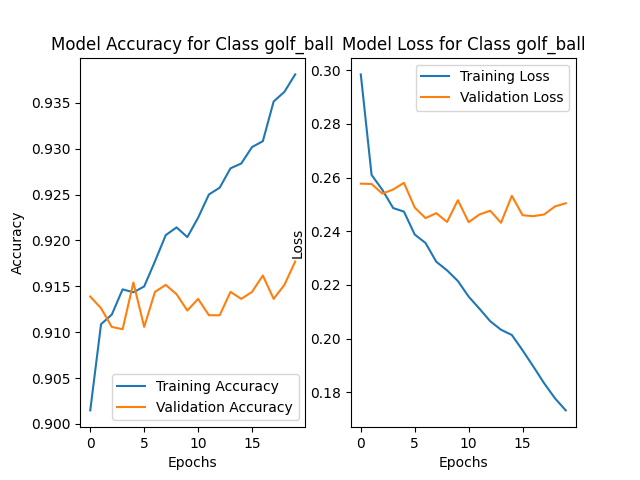 Model Accuracy for Class golf_ball
Accuracy
0.935
0.930
0.925
0.920
0.915
0.910
0.905
0.900
Training Accuracy
Validation Accuracy
0 5 10 15
Epochs
Model Loss for Class golf_ball
Loss
0.30
0.28
0.26
0.24
0.22
0.20
0.18
Training Loss
Validation Loss
0 5 10 15
Epochs